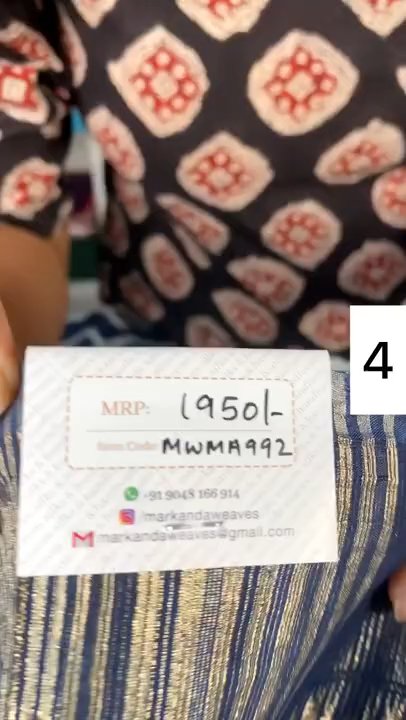 4
MRP: 1950/-
Item Code: MWMA992
+91 9048 166 914
/markandaweaves
markandaweaves@gmail.com